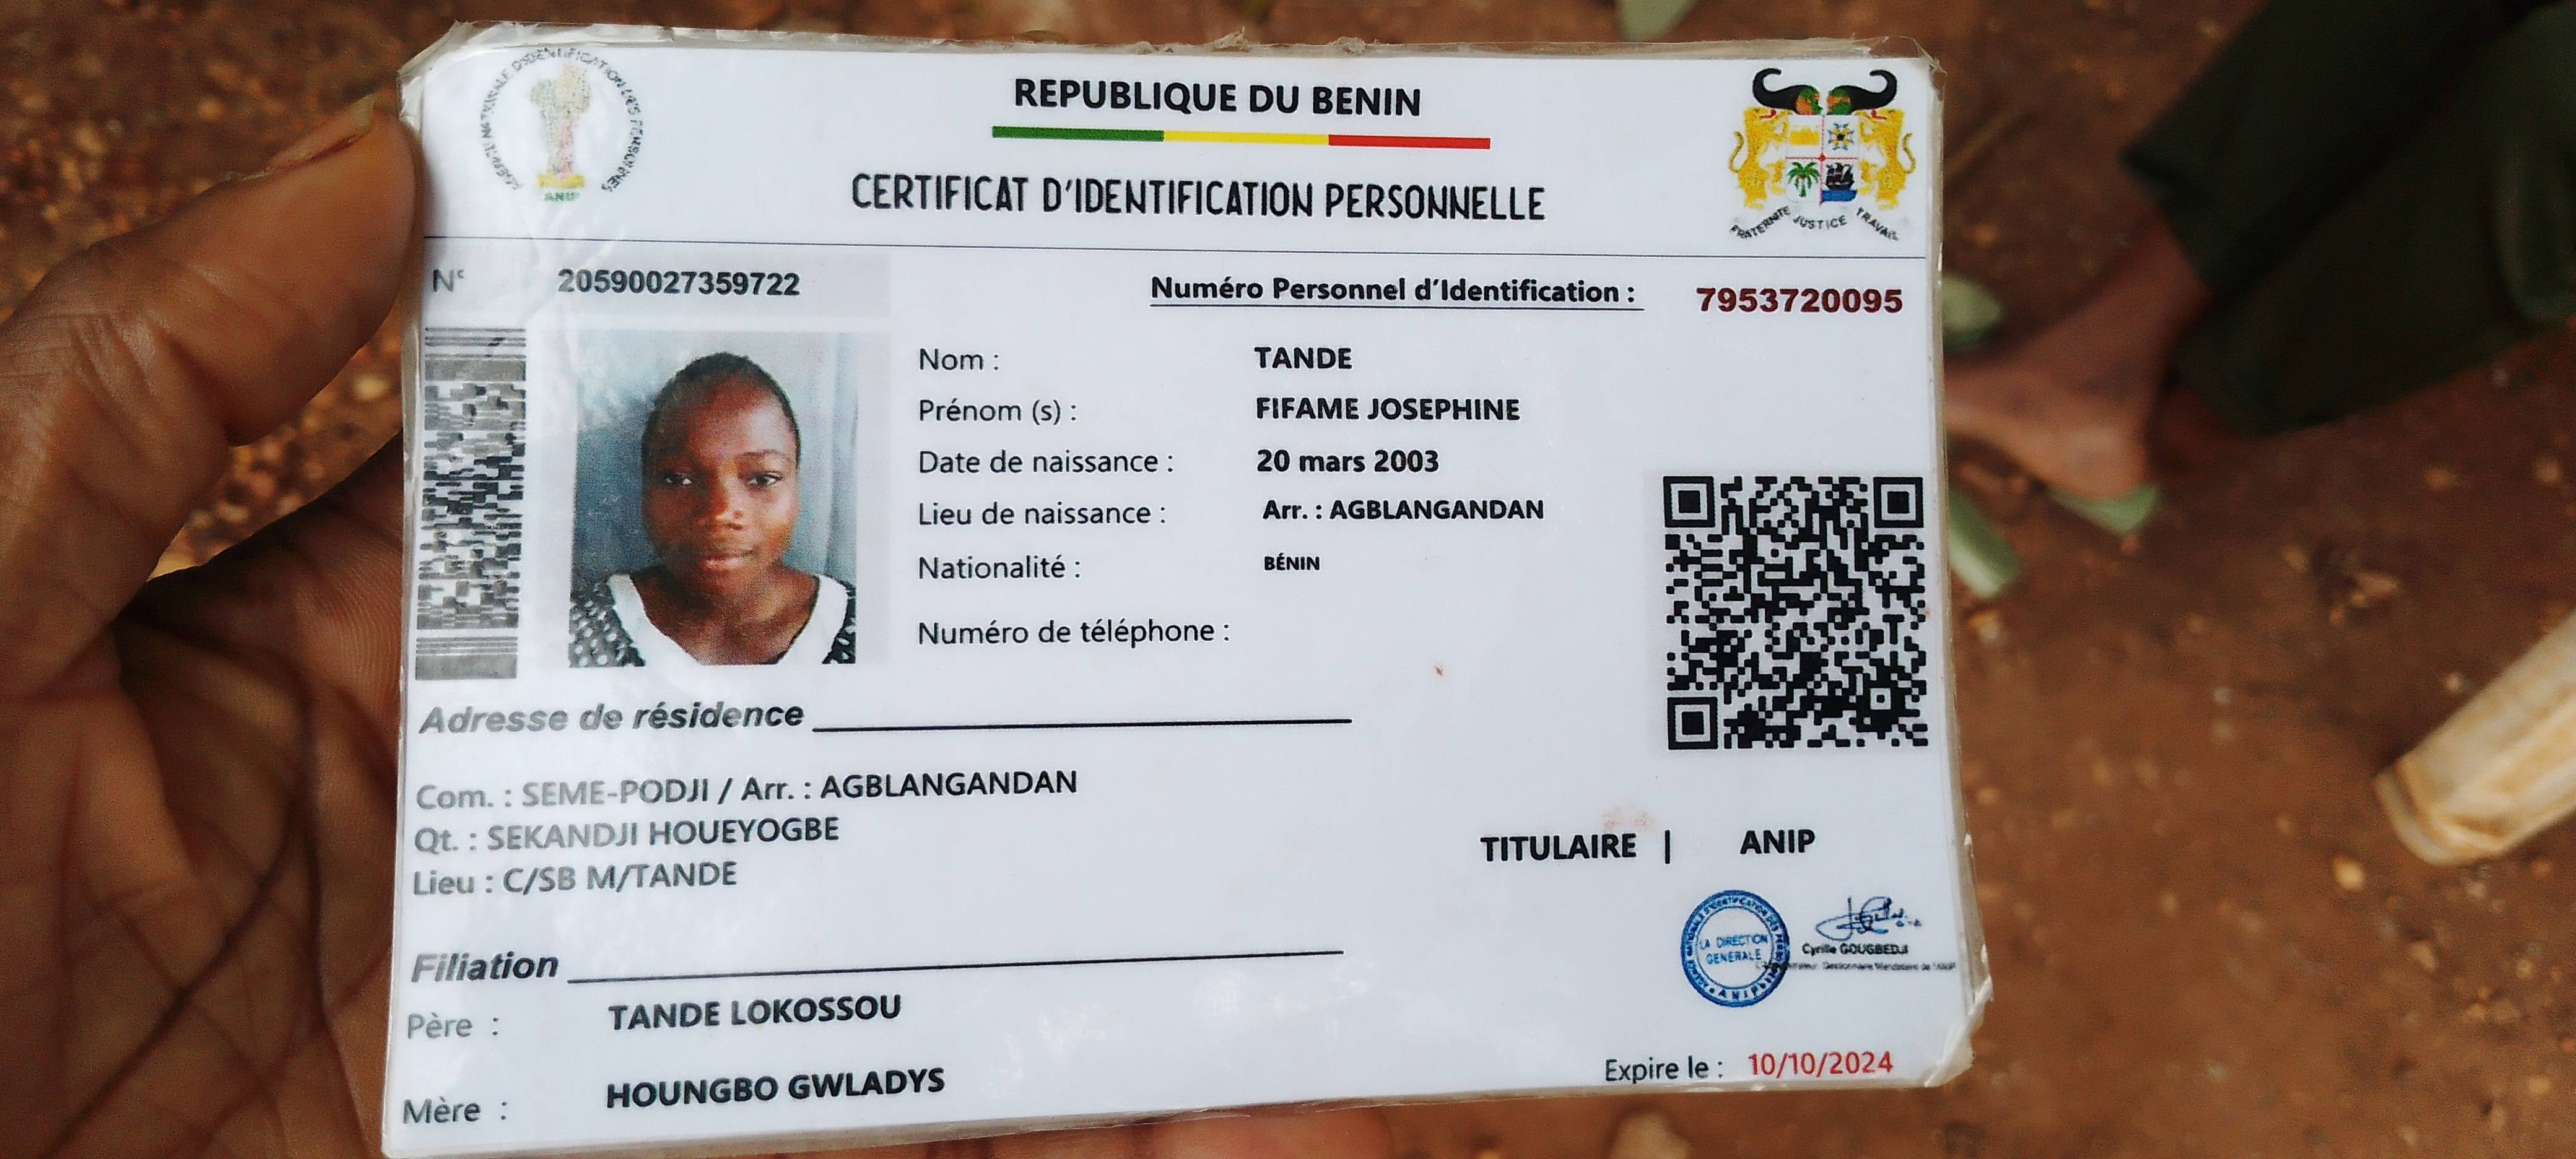 AGENCE NATIONALE D'IDENTIFICATION DES PERSONNES
ANIP
REPUBLIQUE DU BENIN
CERTIFICAT D'IDENTIFICATION PERSONNELLE
FRATERNITE JUSTICE TRAVAIL
N° 20590027359722
Numéro Personnel d'Identification : 7953720095
Nom : TANDE
Prénom (s) : FIFAME JOSEPHINE
Date de naissance : 20 mars 2003
Lieu de naissance : Arr. : AGBLANGANDAN
Nationalité : BÉNIN
Numéro de téléphone :
Adresse de résidence
Com. : SEME-PODJI / Arr. : AGBLANGANDAN
Qt. : SEKANDJI HOUEYOGBE
Lieu : C/SB M/TANDE
TITULAIRE | ANIP
LA DIRECTION
GENERALE
Cyrille GOUGBEDJI
Filiation
Père : TANDE LOKOSSOU
Mère : HOUNGBO GWLADYS
Expire le : 10/10/2024